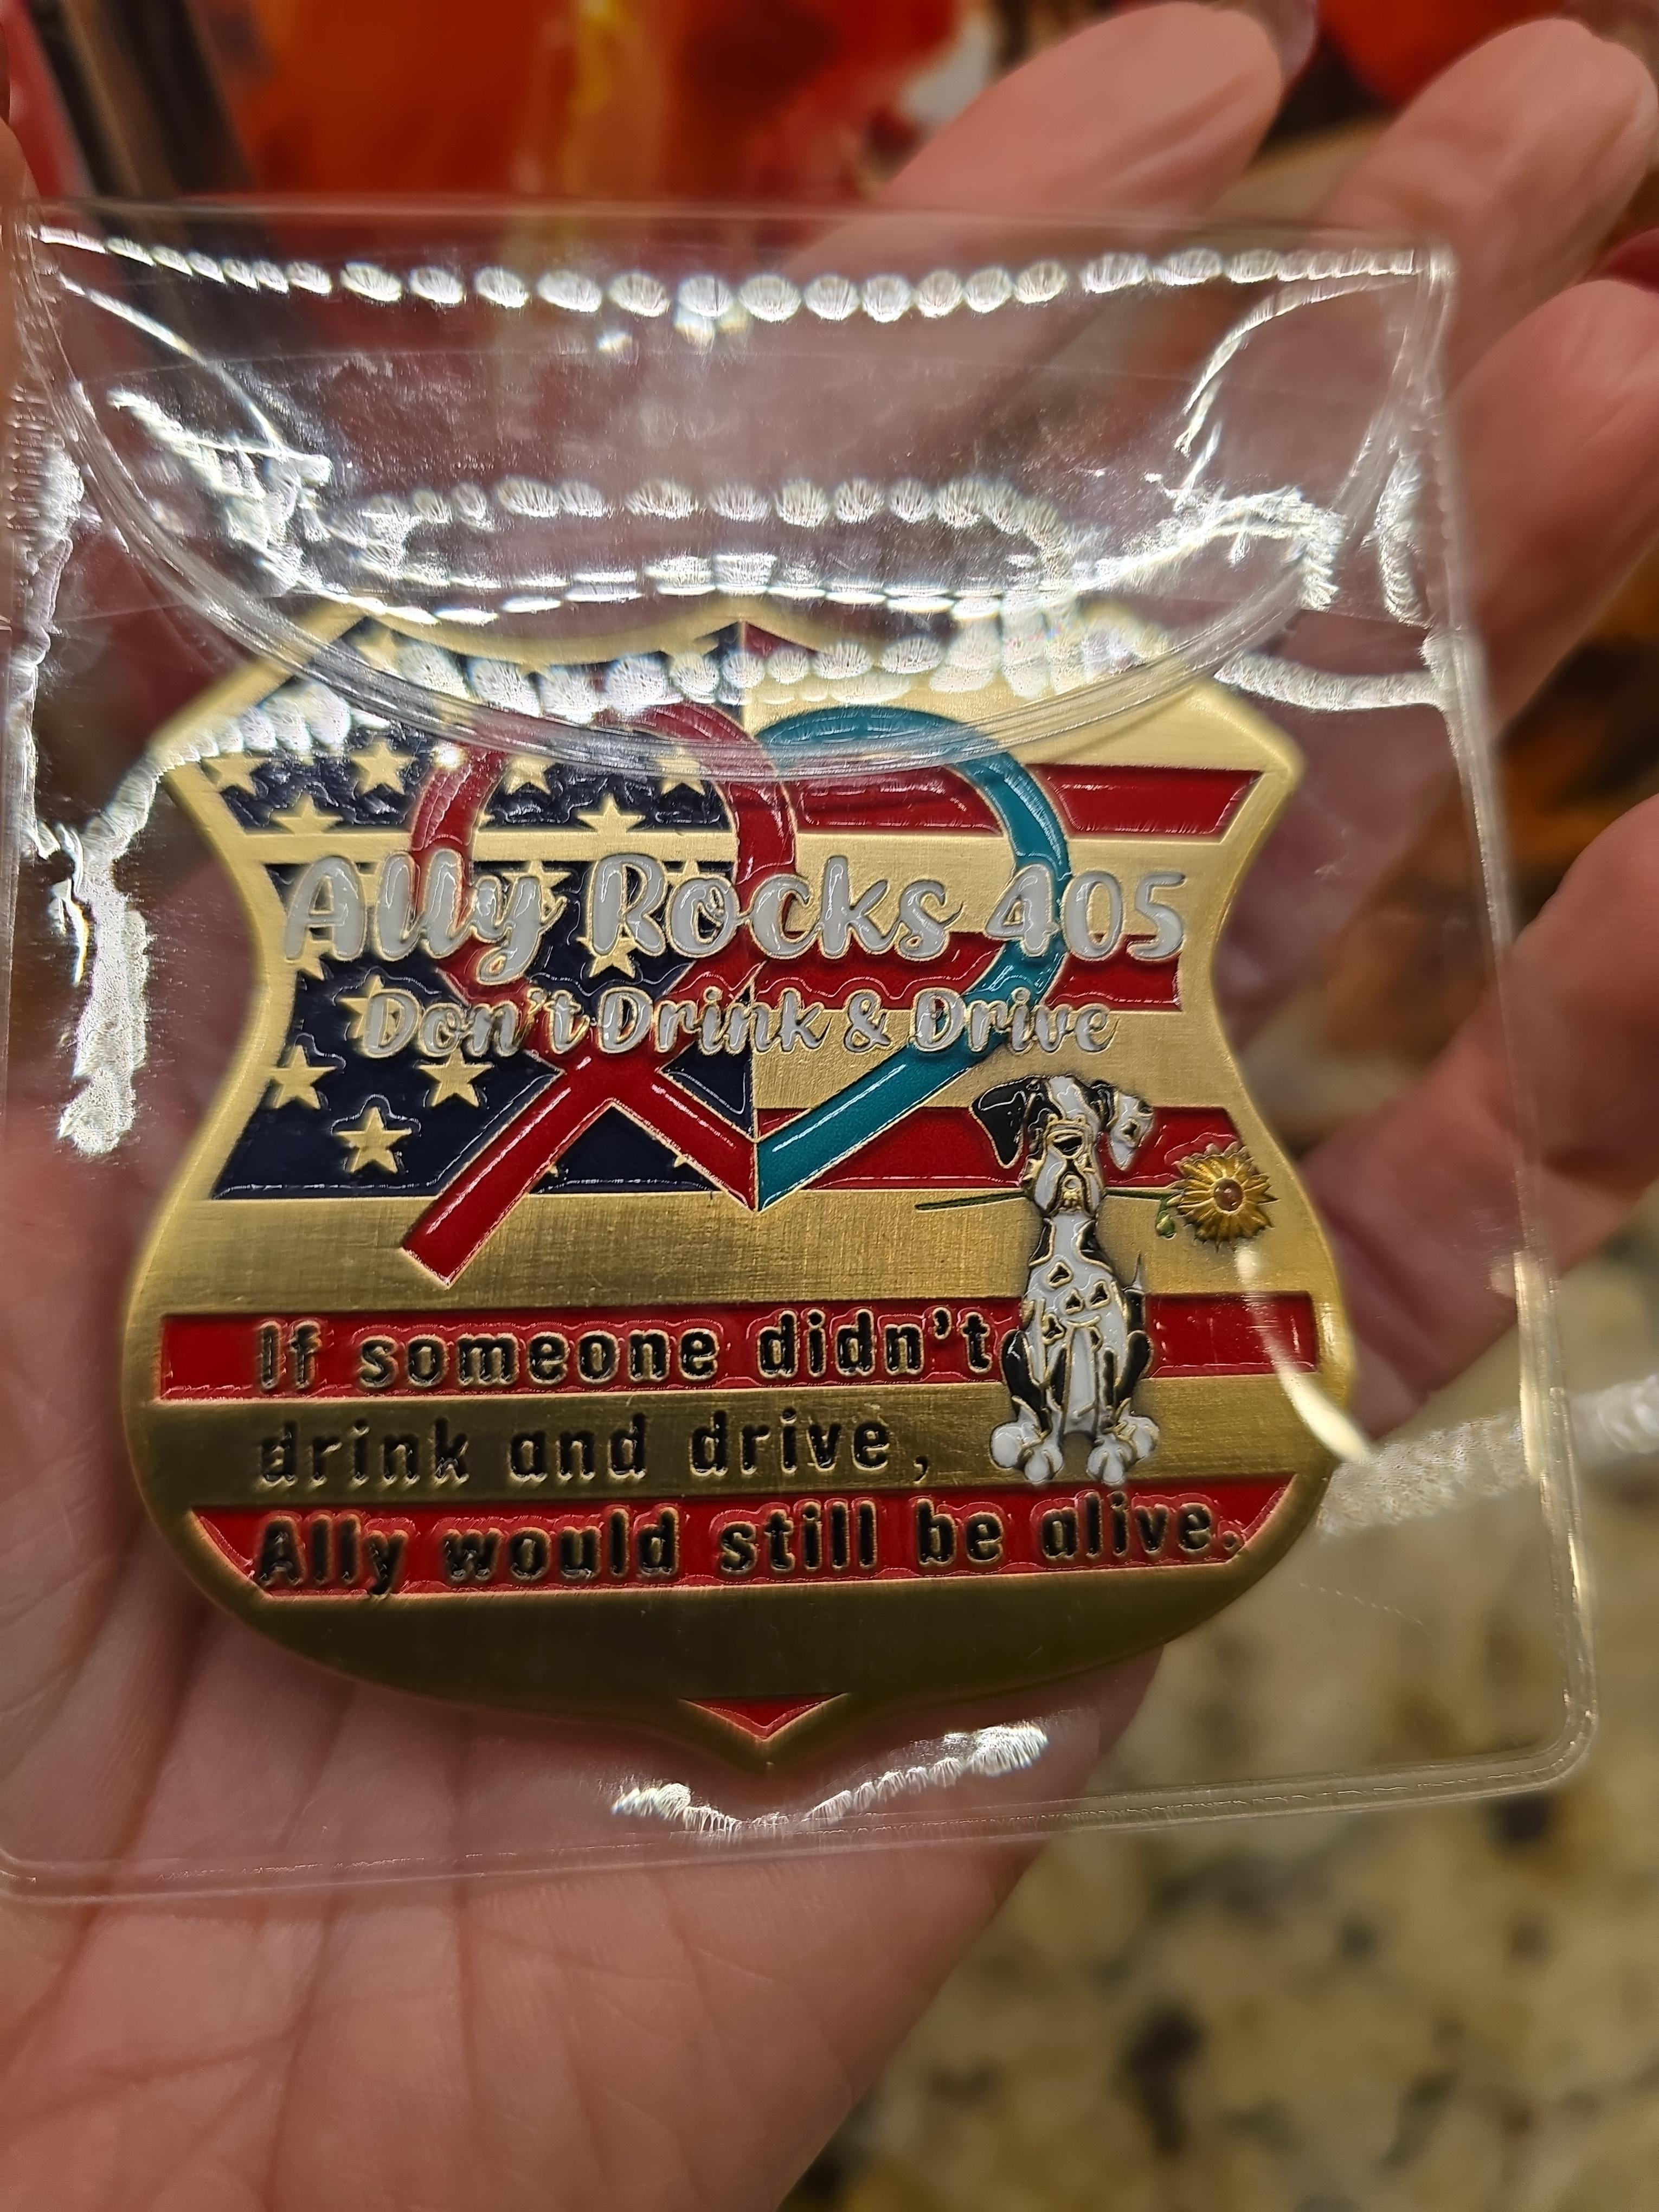 Ally Rocks 405
Don't Drink & Drive
If someone didn't
drink and drive,
Ally would still be alive.